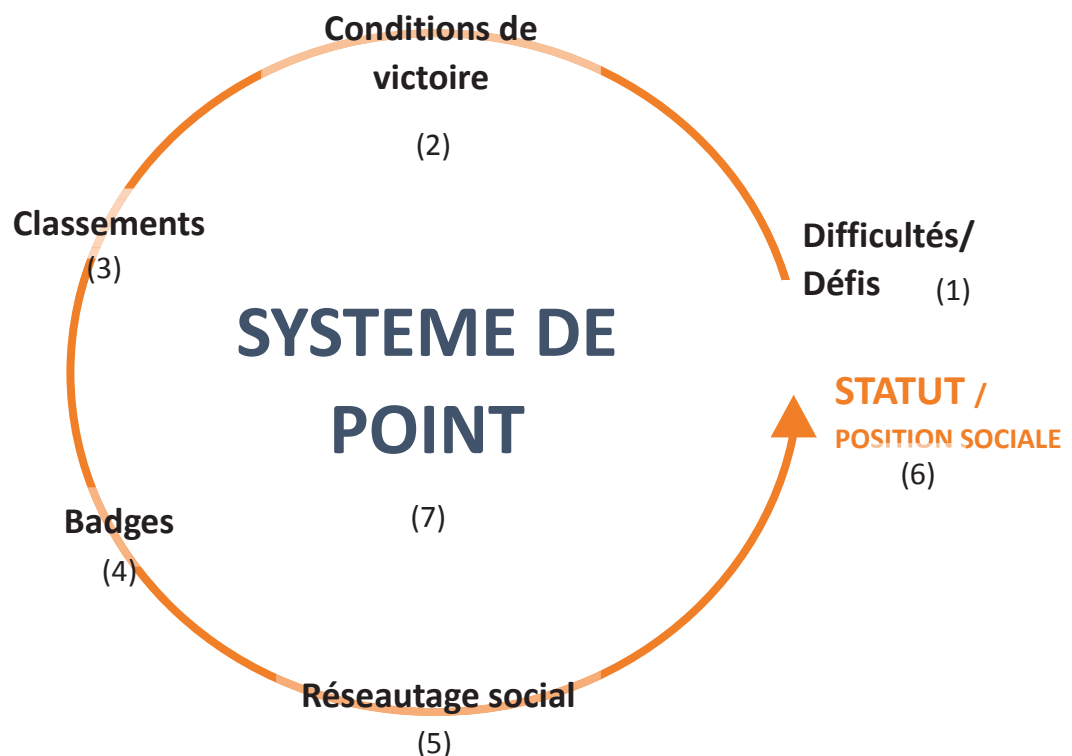 Conditions de
victoire
(2)
Classements
(3)
Difficultés/
Défis (1)
SYSTEME DE
POINT
(7)
STATUT /
POSITION SOCIALE
(6)
Badges
(4)
Réseautage social
(5)